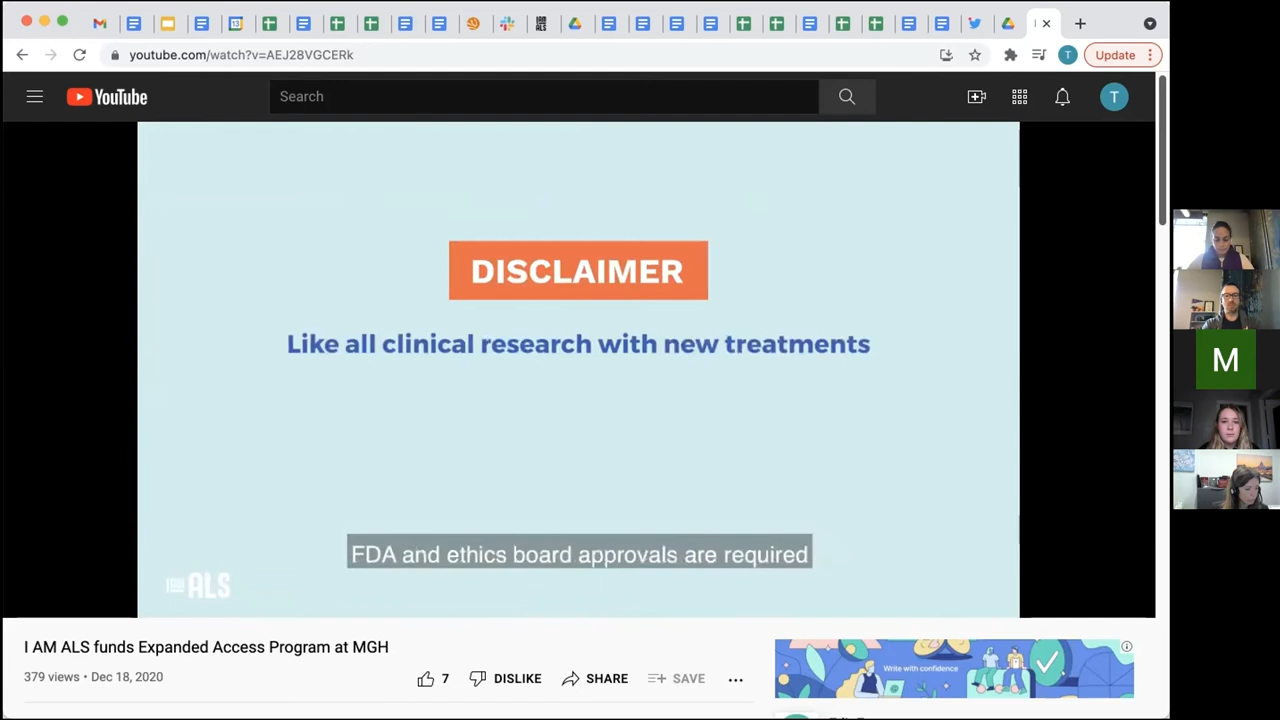 youtube.com/watch?v=AEJ28VGCERk
T
Update
YouTube
Search
T
DISCLAIMER
Like all clinical research with new treatments
FDA and ethics board approvals are required
I AM ALS
I AM ALS funds Expanded Access Program at MGH
379 views • Dec 18, 2020
7
DISLIKE
SHARE
SAVE
Write with confidence
M